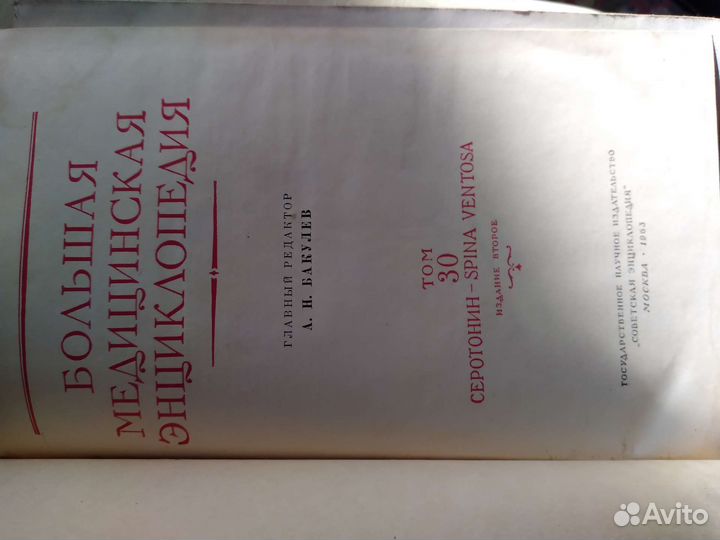 БОЛЬШАЯ
МЕДИЦИНСКАЯ
ЭНЦИКЛОПЕДИЯ
ГЛАВНЫЙ РЕДАКТОР
А. Н. БАКУЛЕВ
ТОМ
30
СЕРОТОНИН – SPINA VENTOSA
ИЗДАНИЕ ВТОРОЕ
ГОСУДАРСТВЕННОЕ НАУЧНОЕ ИЗДАТЕЛЬСТВО
„СОВЕТСКАЯ ЭНЦИКЛОПЕДИЯ“
МОСКВА · 1963
Avito